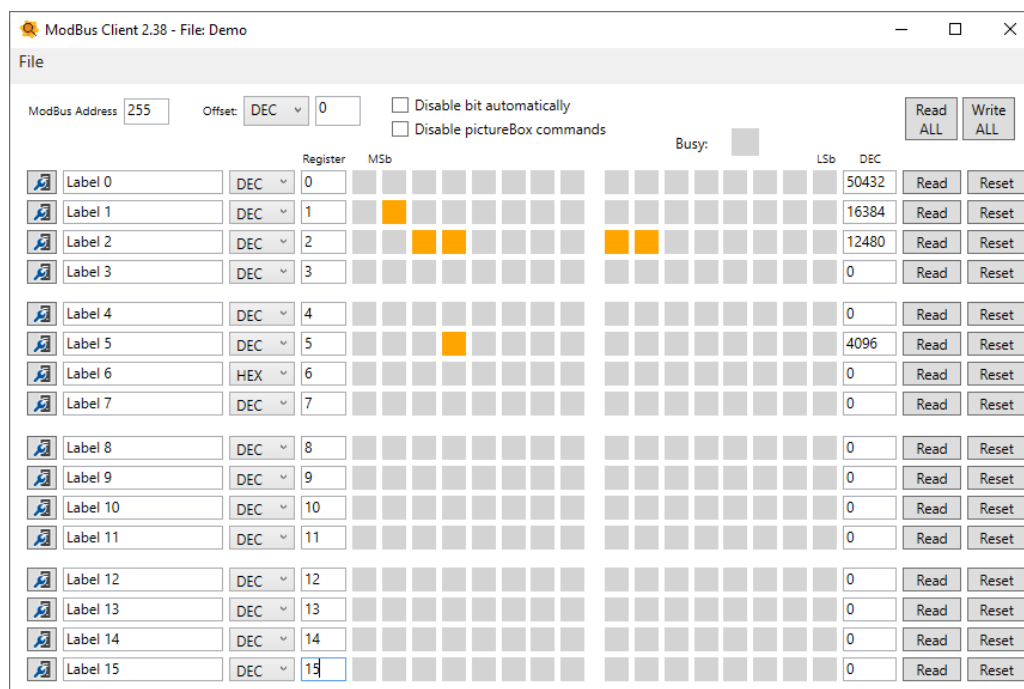 ModBus Client 2.38 - File: Demo
File
ModBus Address 255 Offset: DEC 0 Disable bit automatically Read ALL Write ALL
Disable pictureBox commands
Busy:
Register MSb LSb DEC
Label 0 DEC 0 50432 Read Reset
Label 1 DEC 1 16384 Read Reset
Label 2 DEC 2 12480 Read Reset
Label 3 DEC 3 0 Read Reset
Label 4 DEC 4 0 Read Reset
Label 5 DEC 5 4096 Read Reset
Label 6 HEX 6 0 Read Reset
Label 7 DEC 7 0 Read Reset
Label 8 DEC 8 0 Read Reset
Label 9 DEC 9 0 Read Reset
Label 10 DEC 10 0 Read Reset
Label 11 DEC 11 0 Read Reset
Label 12 DEC 12 0 Read Reset
Label 13 DEC 13 0 Read Reset
Label 14 DEC 14 0 Read Reset
Label 15 DEC 15 0 Read Reset